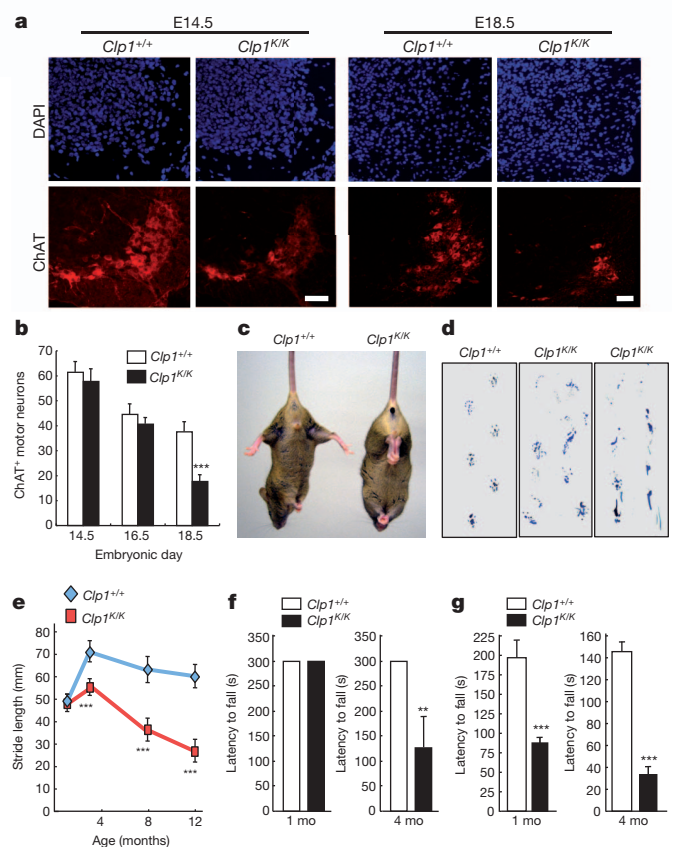 a
E14.5 E18.5
Clp1+/+ Clp1K/K Clp1+/+ Clp1K/K
DAPI
ChAT
b
Clp1+/+
Clp1K/K
ChAT+ motor neurons
70
60
50
40
30
20
10
0
***
14.5 16.5 18.5
Embryonic day
c
Clp1+/+ Clp1K/K
d
Clp1+/+ Clp1K/K Clp1K/K
e
Clp1+/+
Clp1K/K
Stride length (mm)
80
70
60
50
40
30
20
10
0
***
***
***
4 8 12
Age (months)
f
Clp1+/+
Clp1K/K
Latency to fall (s)
350
300
250
200
150
100
50
0
1 mo
Latency to fall (s)
350
300
250
200
150
100
50
0
**
4 mo
g
Clp1+/+
Clp1K/K
Latency to fall (s)
225
200
175
150
125
100
75
50
25
0
***
1 mo
Latency to fall (s)
160
140
120
100
80
60
40
20
0
***
4 mo